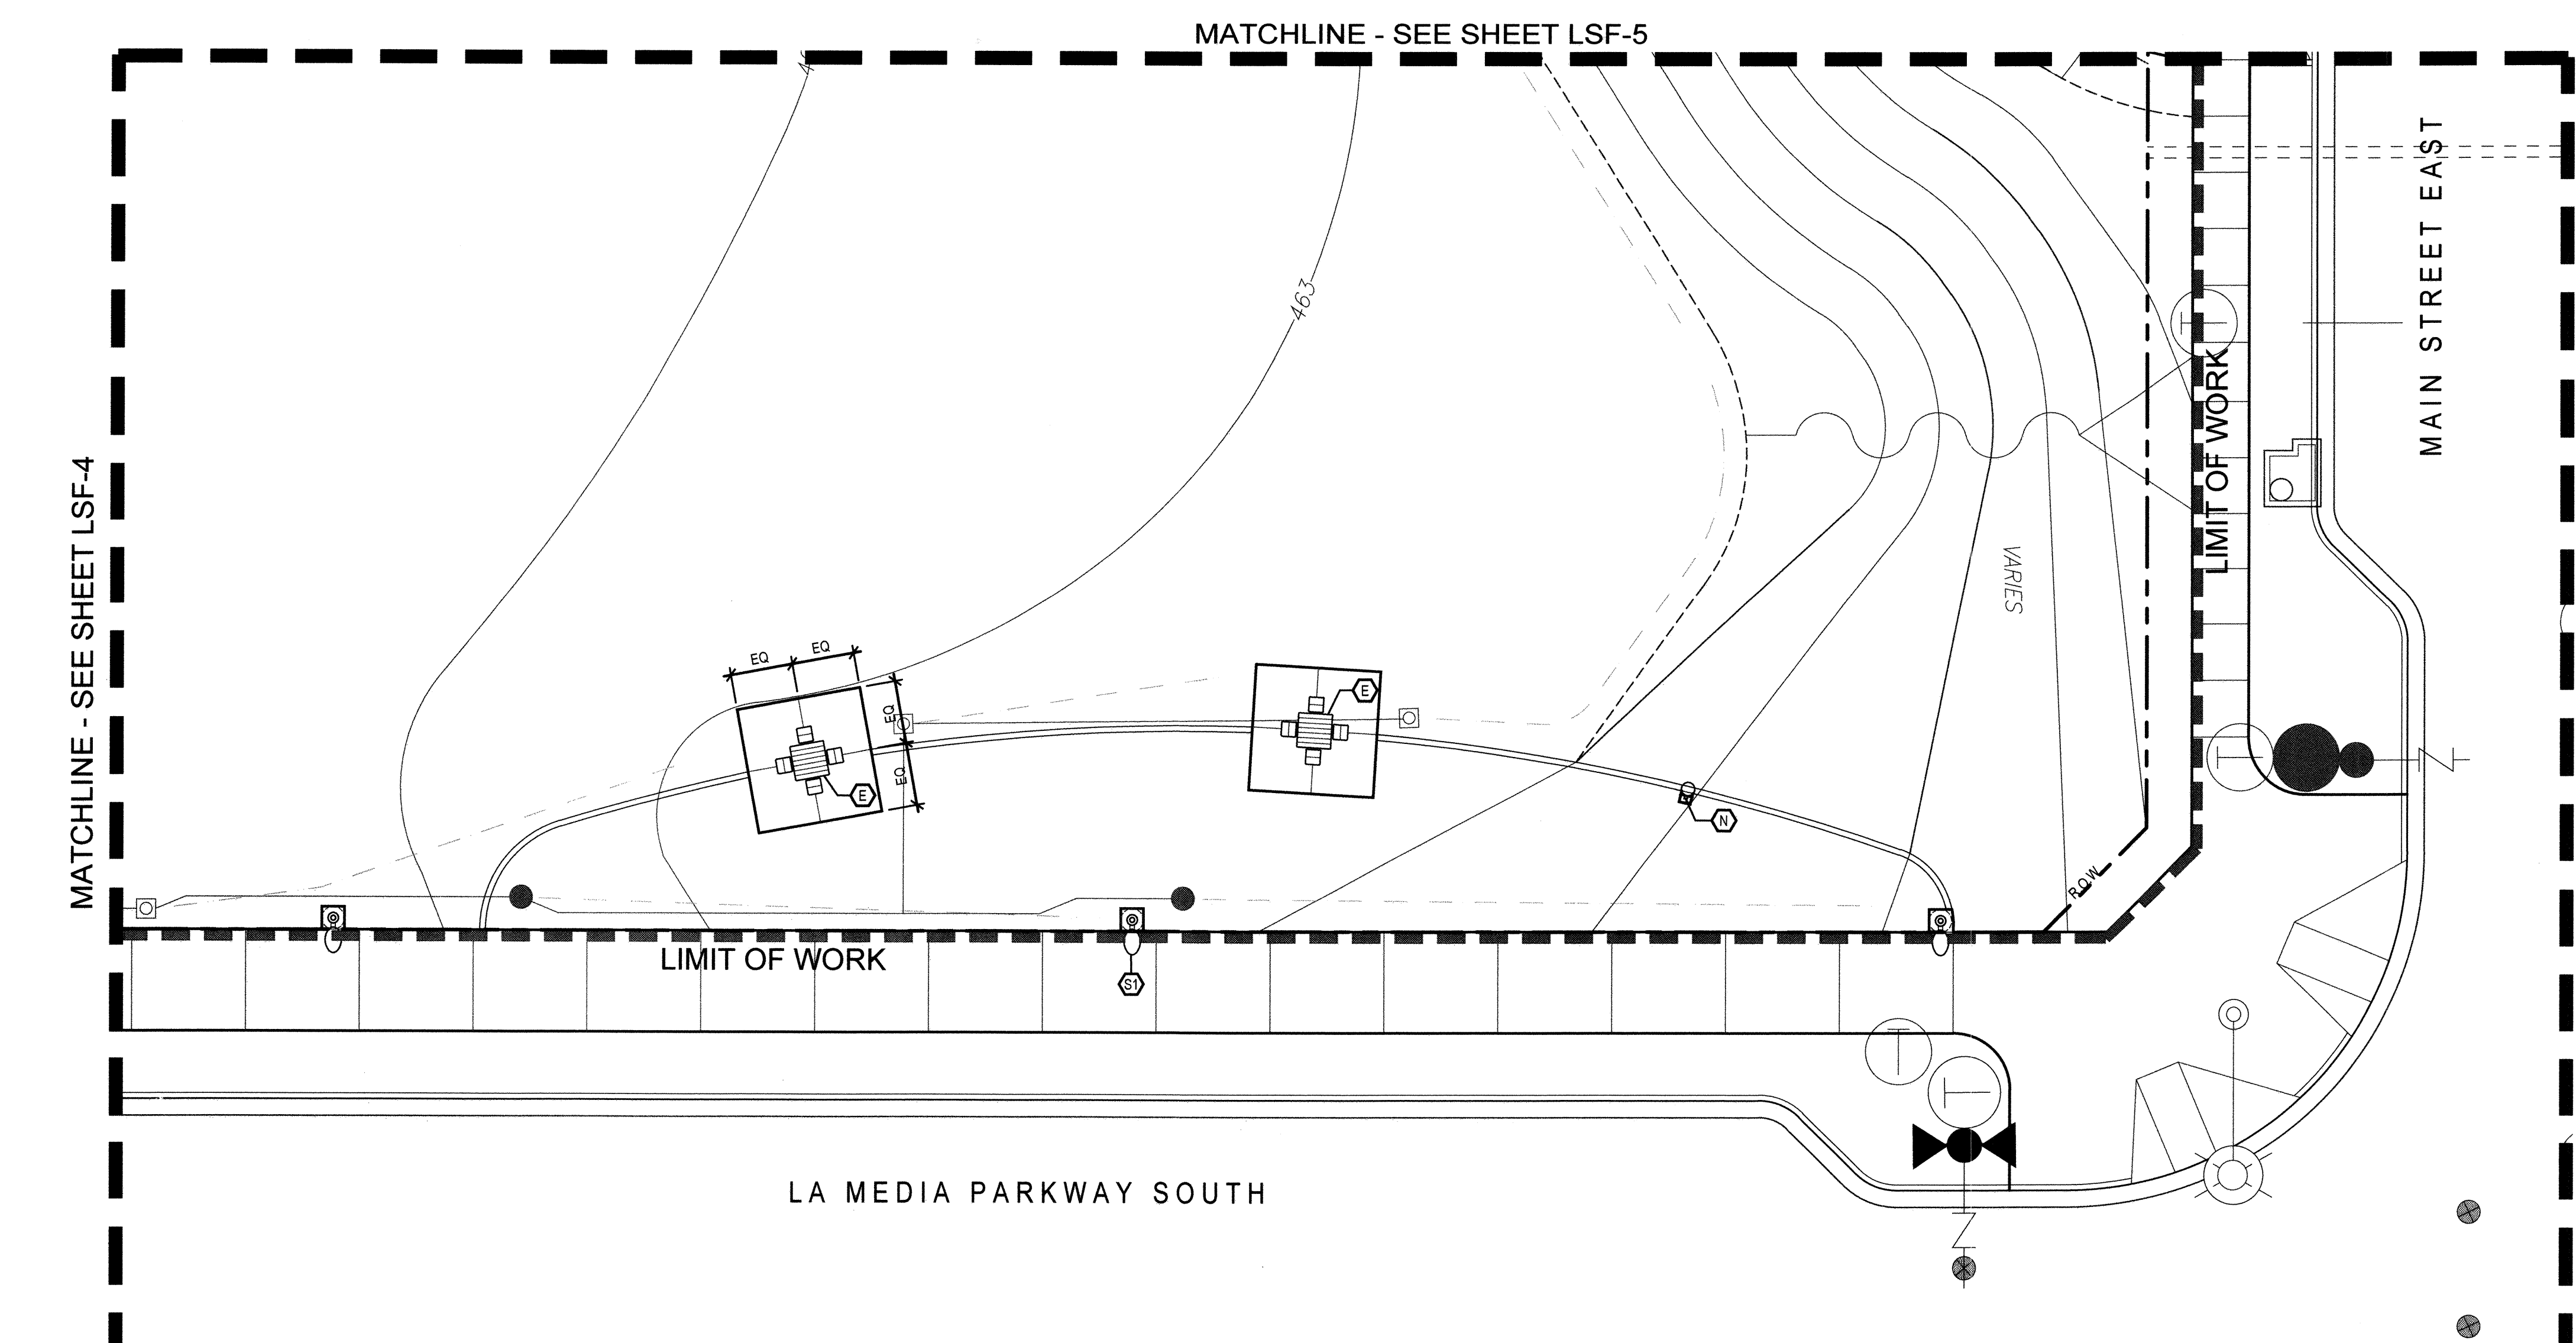 MATCHLINE - SEE SHEET LSF-5
MAIN STREET EAST
463
LIMIT OF WORK
MATCHLINE - SEE SHEET LSF-4
VARIES
EQ
EQ
EQ
E
EQ
E
N
ROW
LIMIT OF WORK
S1
LA MEDIA PARKWAY SOUTH